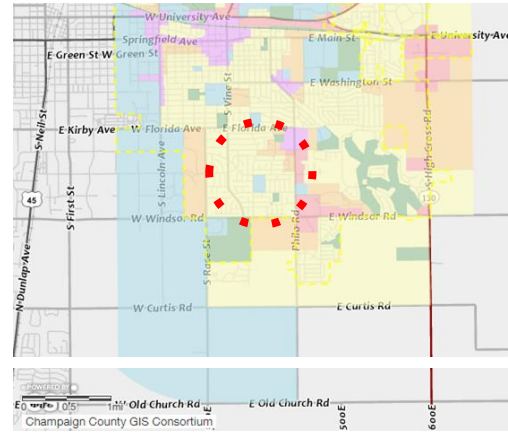 W University Ave
E University Ave
Springfield Ave
E Main St
E Green St W Green St
E Washington St
S Vine St
S Neil St
E Kirby Ave
W Florida Ave
E Florida Ave
S Lincoln Ave
S High Cross Rd
S First St
130
45
W Windsor Rd
E Windsor Rd
Philo Rd
S Race St
N Dunlap Ave
W Curtis Rd
E Curtis Rd
POWERED BY
esri
0 0.5 1mi
W Old Church Rd
E Old Church Rd
500E
600E
Champaign County GIS Consortium